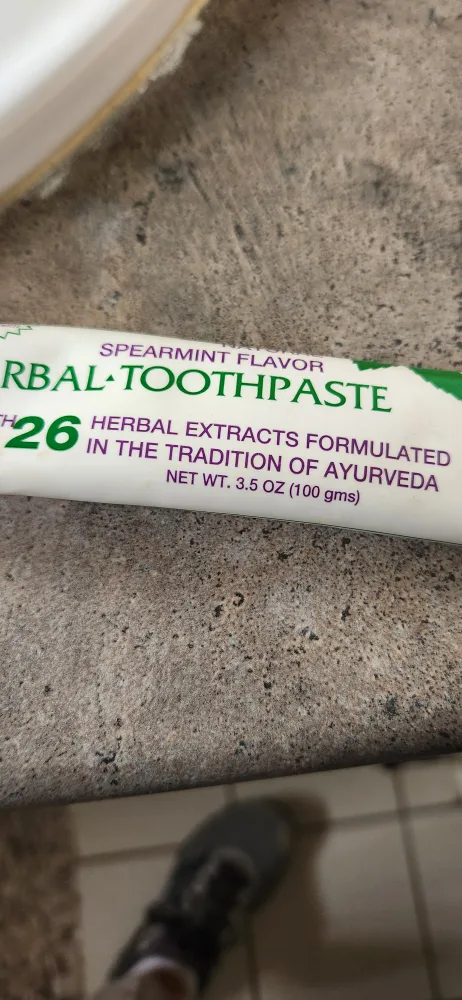 SPEARMINT FLAVOR
RBAL TOOTHPASTE
TH 26 HERBAL EXTRACTS FORMULATED
IN THE TRADITION OF AYURVEDA
NET WT. 3.5 OZ (100 gms)